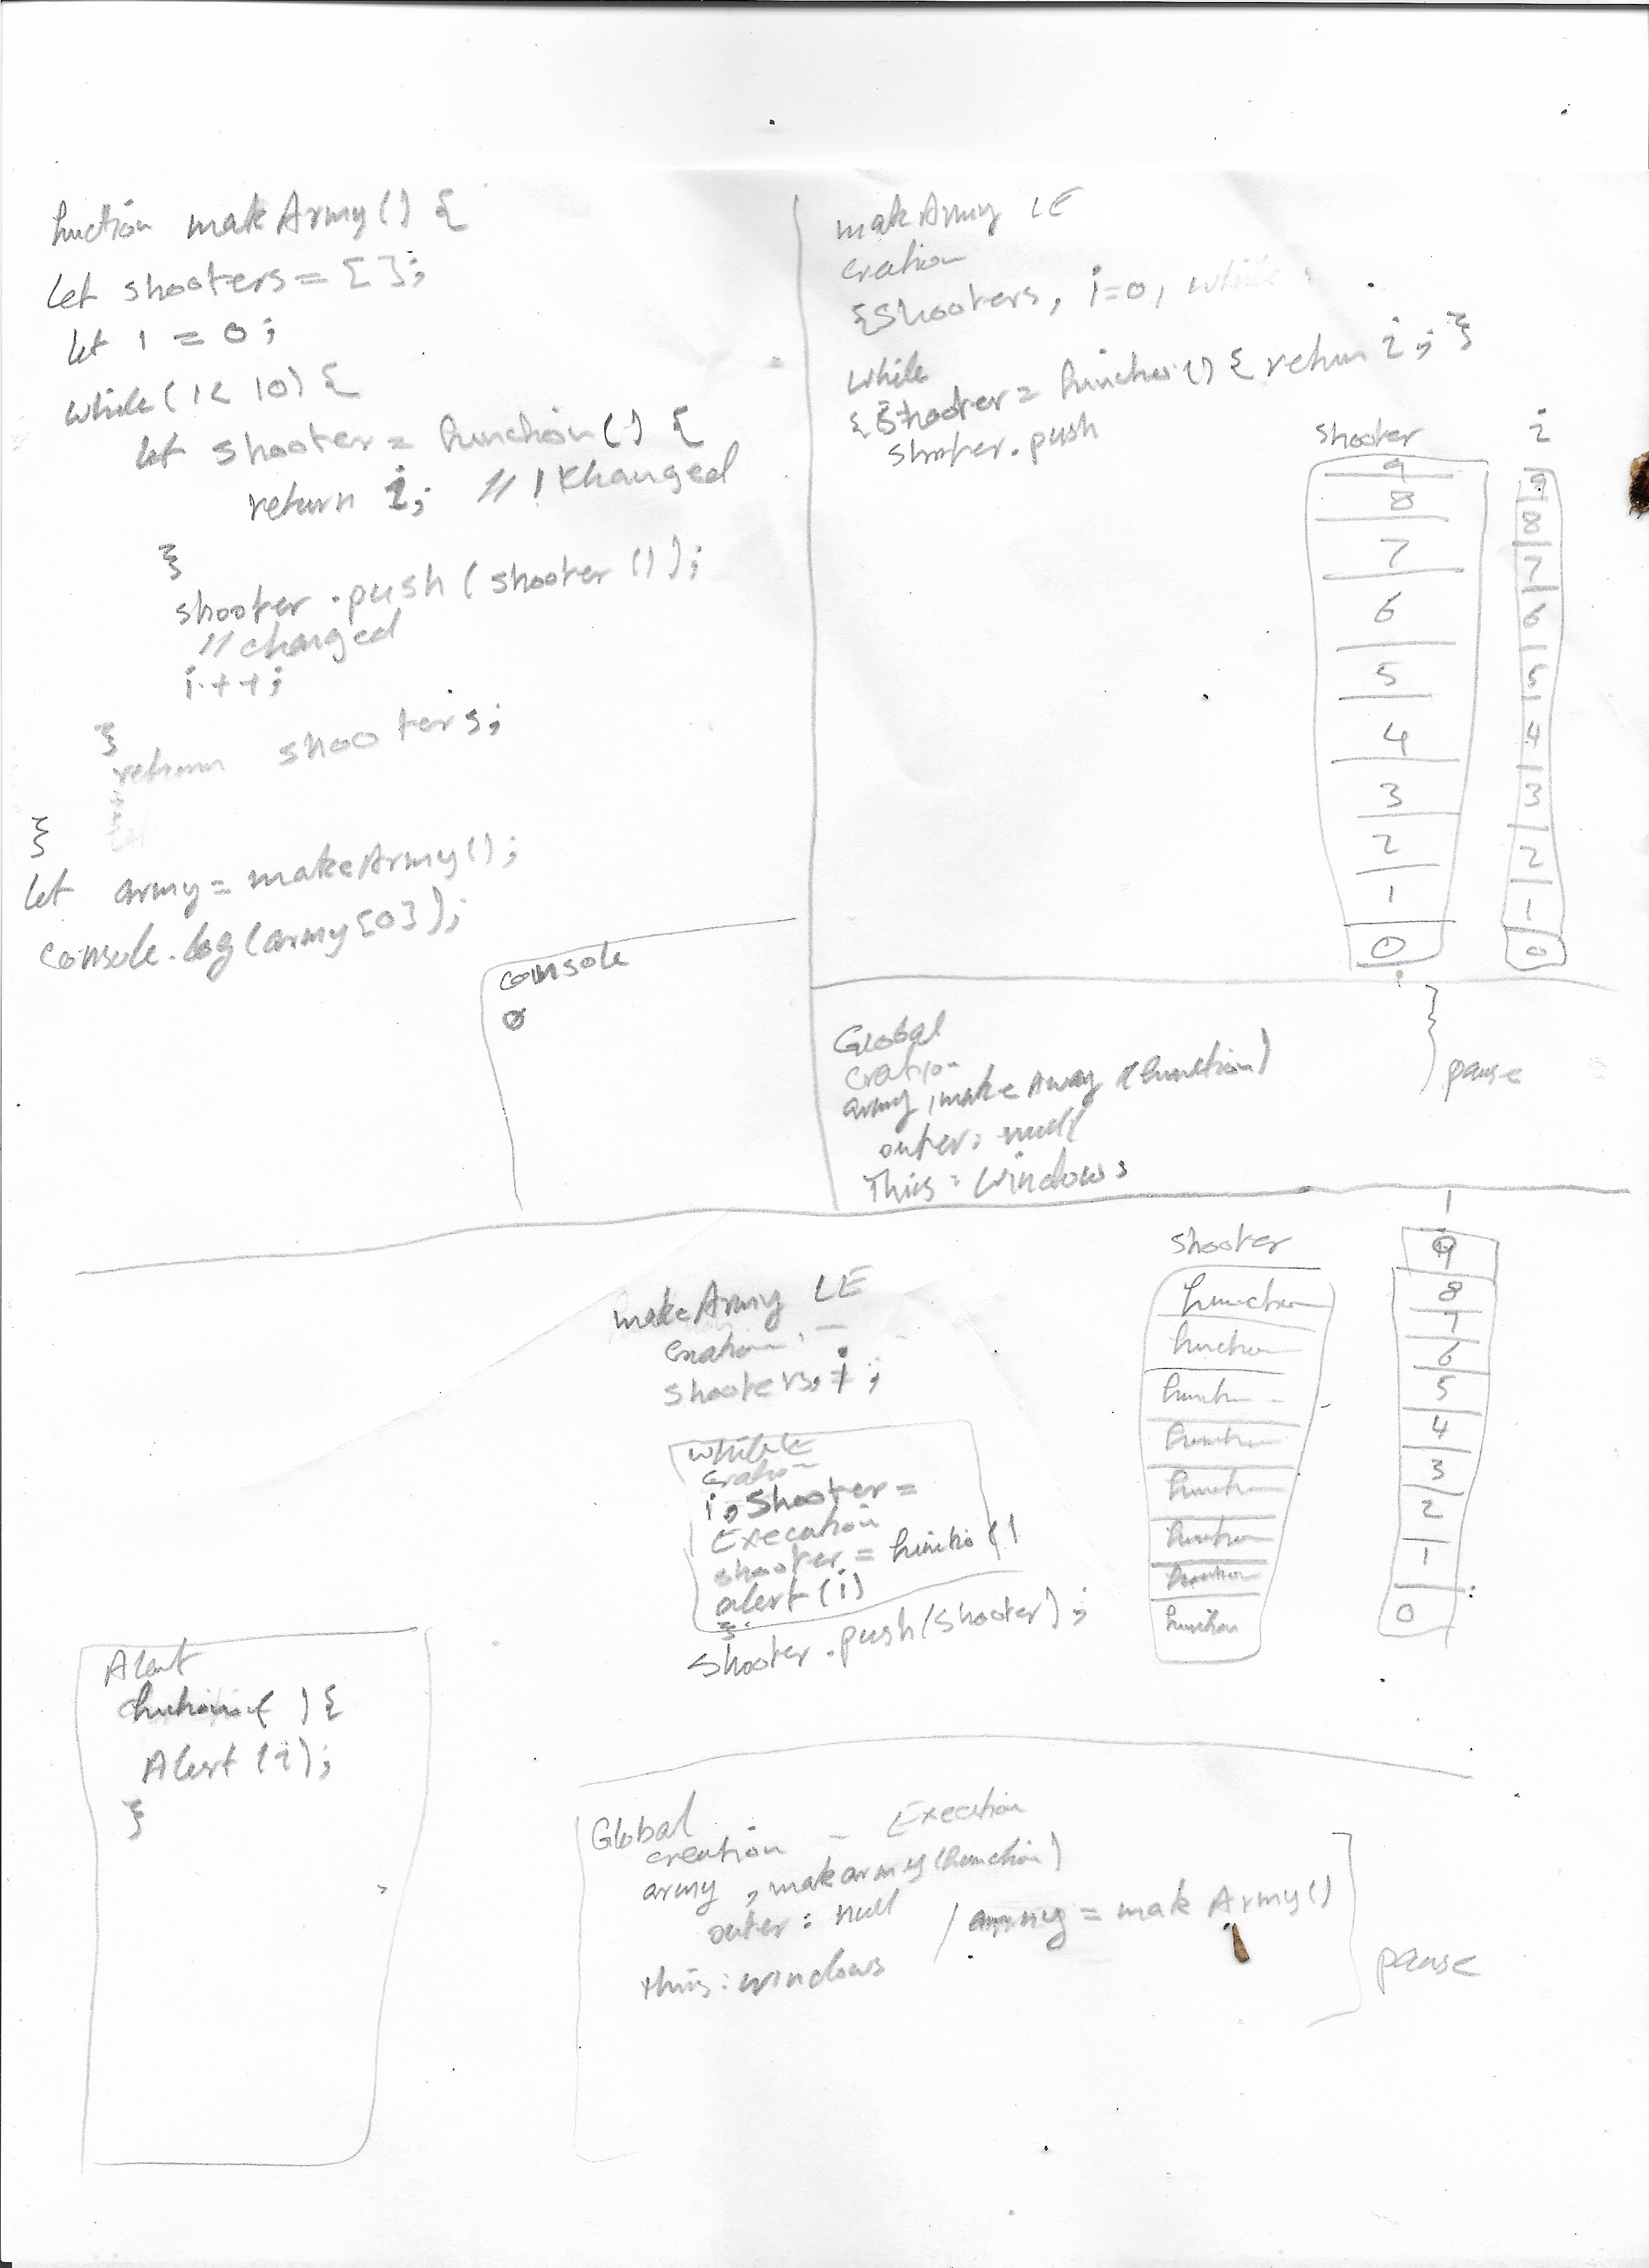 function makArmy() {
let shooters = [];
let i = 0;
while (i < 10) {
let shooter = function() {
return i; // changed
}
shooter.push(shooter());
// changed
i++;
}
return shooters;
}
let army = makeArmy();
console.log(army[0]);
console
0
makArmy LE
creation
{shooters, i=0, while
while
{ shooter = function() { return i; }
shooter.push
shooter i
9 9
8 8
7 7
6 6
5 5
4 4
3 3
2 2
1 1
0 0
Global
cration
army, make Army (function)
outer: null
This: Windows
pause
makeArmy LE
creation
shooters, i;
while
cration
i, shooter =
Execution
shooter = functio()
alert(i)
}
shooter.push(shooter);
shooter i
9
function 8
function 7
function 6
function 5
function 4
function 3
function 2
function 1
0
Alert
function( ) {
Alert(i);
}
Global
creation - Execution
army, makarmy(function)
outer: null / army = mak Army()
this: windows
pause